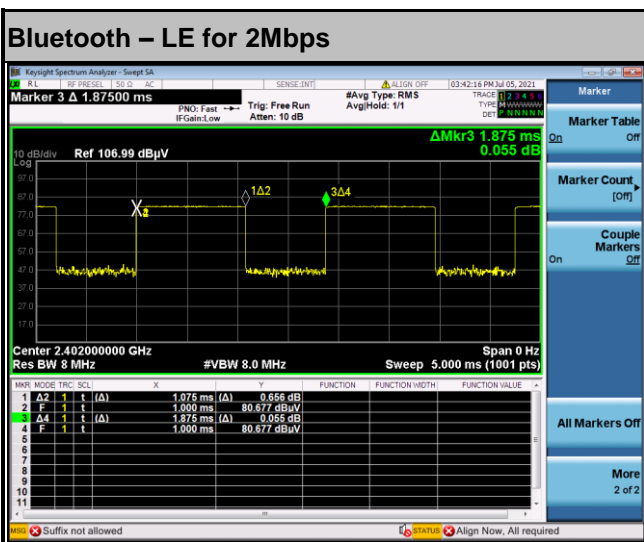 Bluetooth – LE for 2Mbps
Keysight Spectrum Analyzer - Swept SA
RL RF PRESEL 50 Ω AC SENSE:INT ALIGN OFF 03:42:16 PM Jul 05, 2021
Marker 3 Δ 1.87500 ms
PNO: Fast
IFGain:Low
Trig: Free Run
Atten: 10 dB
#Avg Type: RMS
Avg|Hold: 1/1
TRACE 1 2 3 4 5 6
TYPE M WWWWW
DET P N N N N N
ΔMkr3 1.875 ms
0.055 dB
10 dB/div Ref 106.99 dBµV
Log
97.0
87.0
77.0
67.0
57.0
47.0
37.0
27.0
17.0
1Δ2
3Δ4
Center 2.402000000 GHz Span 0 Hz
Res BW 8 MHz #VBW 8.0 MHz Sweep 5.000 ms (1001 pts)
MKR MODE TRC SCL X Y FUNCTION FUNCTION WIDTH FUNCTION VALUE
1 Δ2 1 t (Δ) 1.075 ms (Δ) 0.656 dB
2 F 1 t 1.000 ms 80.677 dBµV
3 Δ4 1 t (Δ) 1.875 ms (Δ) 0.055 dB
4 F 1 t 1.000 ms 80.677 dBµV
5
6
7
8
9
10
11
MSG Suffix not allowed STATUS Align Now, All required
Marker
Marker Table
On Off
Marker Count
[Off]
Couple
Markers
On Off
All Markers Off
More
2 of 2